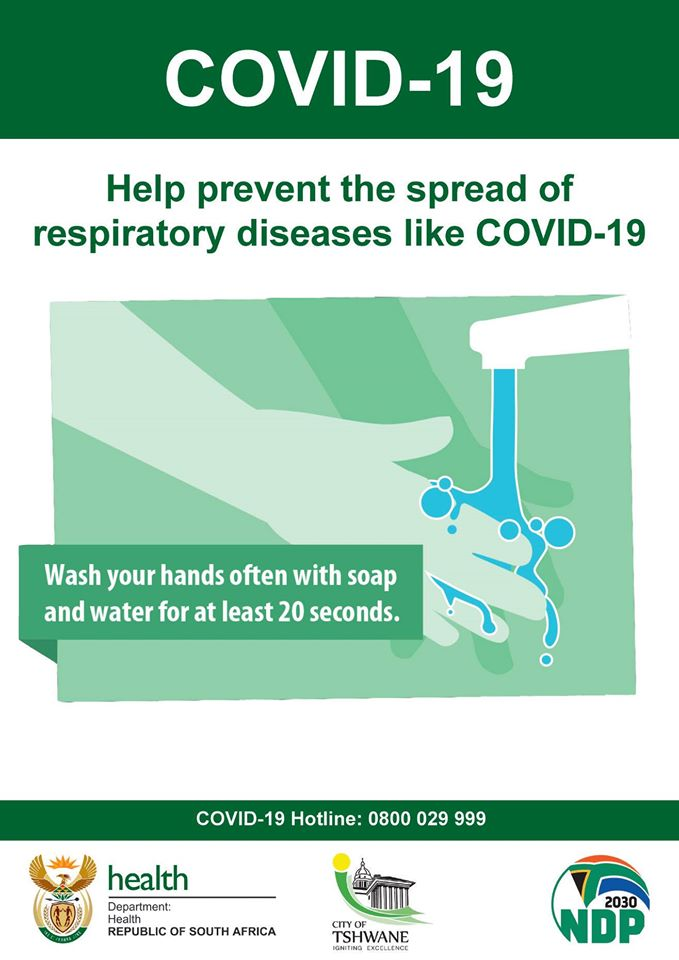 COVID-19
Help prevent the spread of
respiratory diseases like COVID-19
Wash your hands often with soap
and water for at least 20 seconds.
COVID-19 Hotline: 0800 029 999
health
Department:
Health
REPUBLIC OF SOUTH AFRICA
CITY OF
TSHWANE
IGNITING EXCELLENCE
2030
NDP